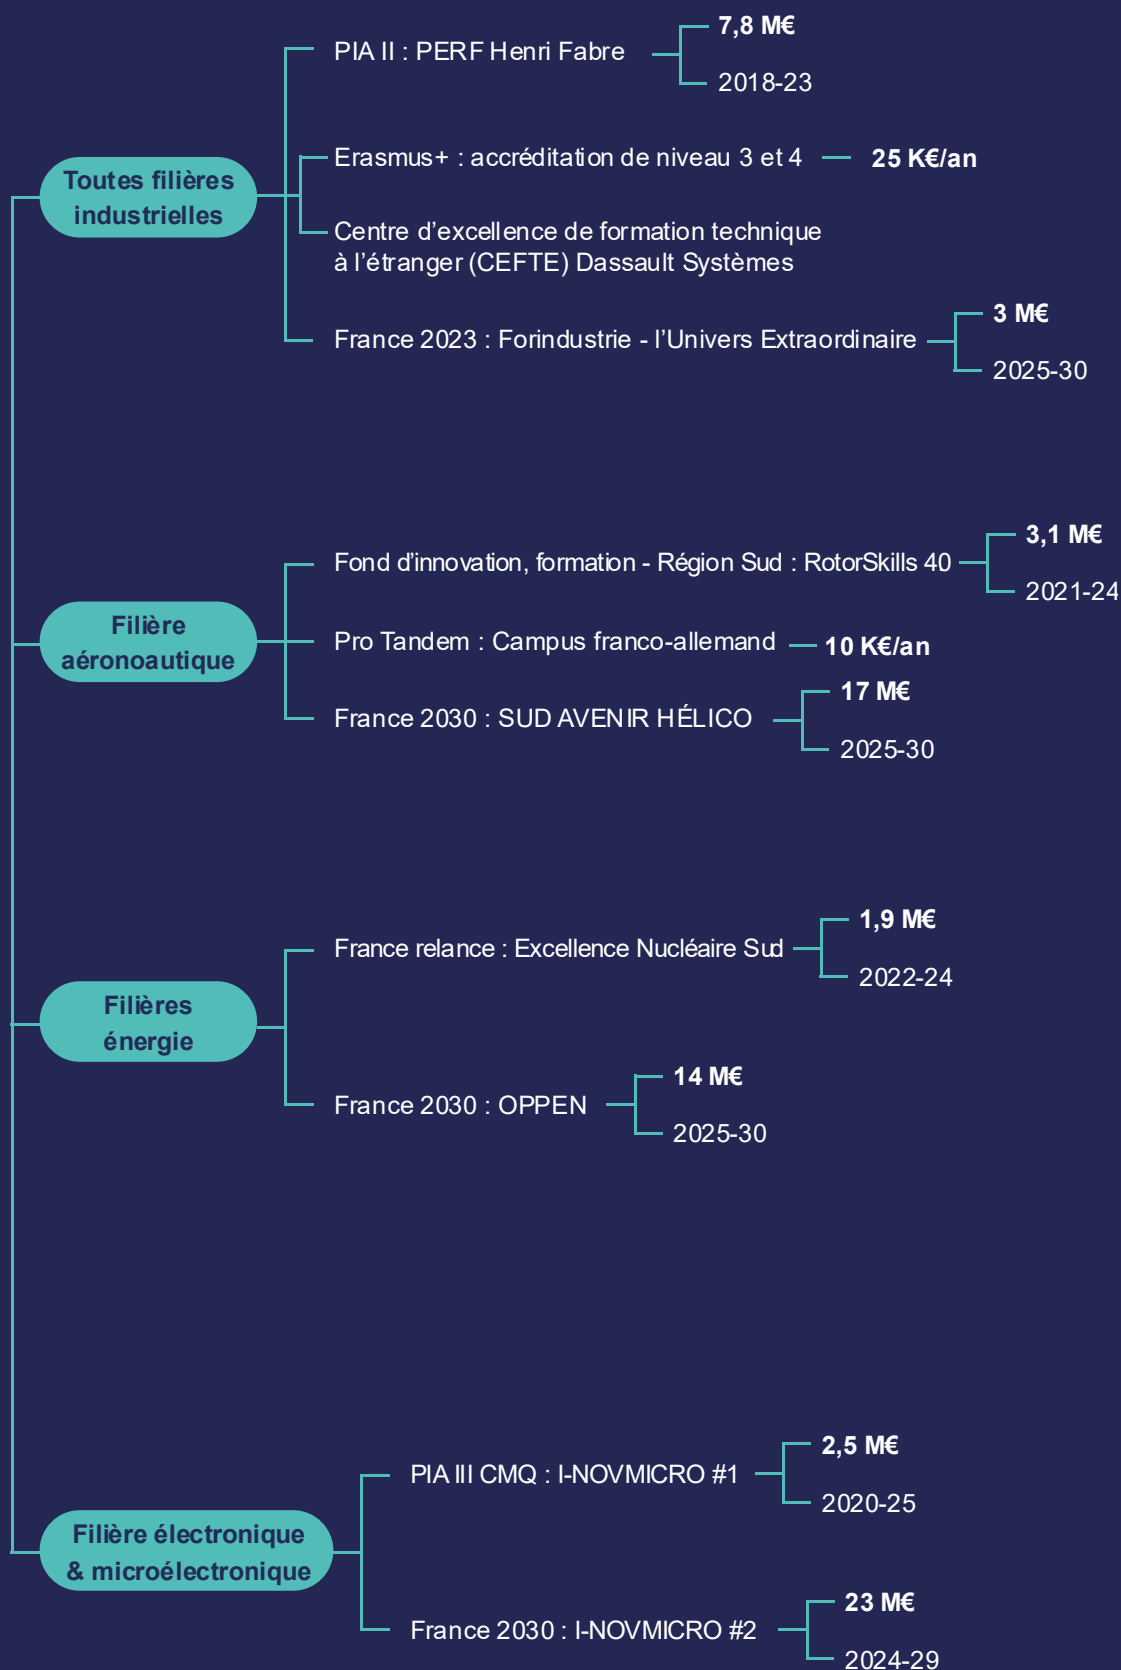 Toutes filières
industrielles
PIA II : PERF Henri Fabre
7,8 M€
2018-23
Erasmus+ : accréditation de niveau 3 et 4
25 K€/an
Centre d’excellence de formation technique
à l’étranger (CEFTE) Dassault Systèmes
France 2023 : Forindustrie - l’Univers Extraordinaire
3 M€
2025-30
Filière
aéronoautique
Fond d’innovation, formation - Région Sud : RotorSkills 4.0
3,1 M€
2021-24
Pro Tandem : Campus franco-allemand
10 K€/an
France 2030 : SUD AVENIR HÉLICO
17 M€
2025-30
Filières
énergie
France relance : Excellence Nucléaire Sud
1,9 M€
2022-24
France 2030 : OPPEN
14 M€
2025-30
Filière électronique
& microélectronique
PIA III CMQ : I-NOVMICRO #1
2,5 M€
2020-25
France 2030 : I-NOVMICRO #2
23 M€
2024-29